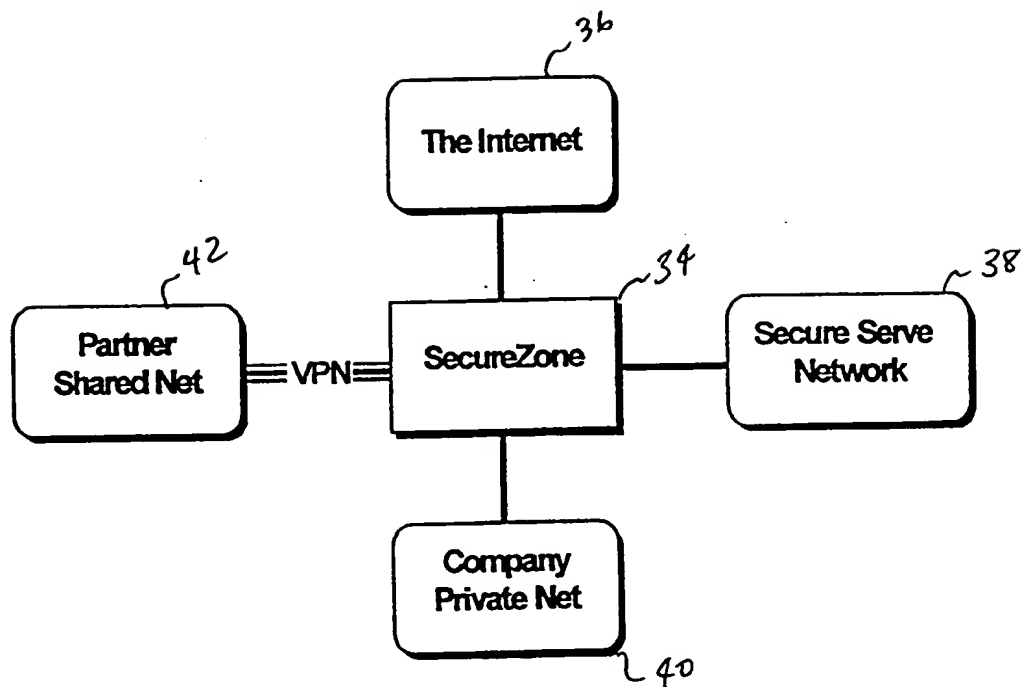 36
The Internet
42
34
38
Partner
Shared Net
VPN
SecureZone
Secure Serve
Network
Company
Private Net
40